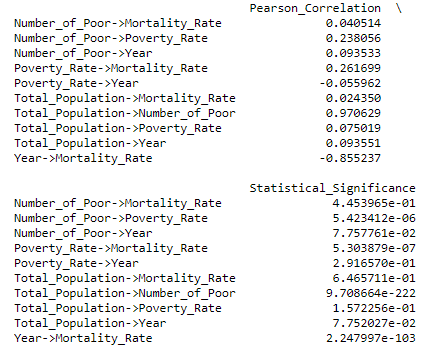 Pearson_Correlation \
Number_of_Poor->Mortality_Rate 0.040514
Number_of_Poor->Poverty_Rate 0.238056
Number_of_Poor->Year 0.093533
Poverty_Rate->Mortality_Rate 0.261699
Poverty_Rate->Year -0.055962
Total_Population->Mortality_Rate 0.024350
Total_Population->Number_of_Poor 0.970629
Total_Population->Poverty_Rate 0.075019
Total_Population->Year 0.093551
Year->Mortality_Rate -0.855237
Statistical_Significance
Number_of_Poor->Mortality_Rate 4.453965e-01
Number_of_Poor->Poverty_Rate 5.423412e-06
Number_of_Poor->Year 7.757761e-02
Poverty_Rate->Mortality_Rate 5.303879e-07
Poverty_Rate->Year 2.916570e-01
Total_Population->Mortality_Rate 6.465711e-01
Total_Population->Number_of_Poor 9.708664e-222
Total_Population->Poverty_Rate 1.572256e-01
Total_Population->Year 7.752027e-02
Year->Mortality_Rate 2.247997e-103